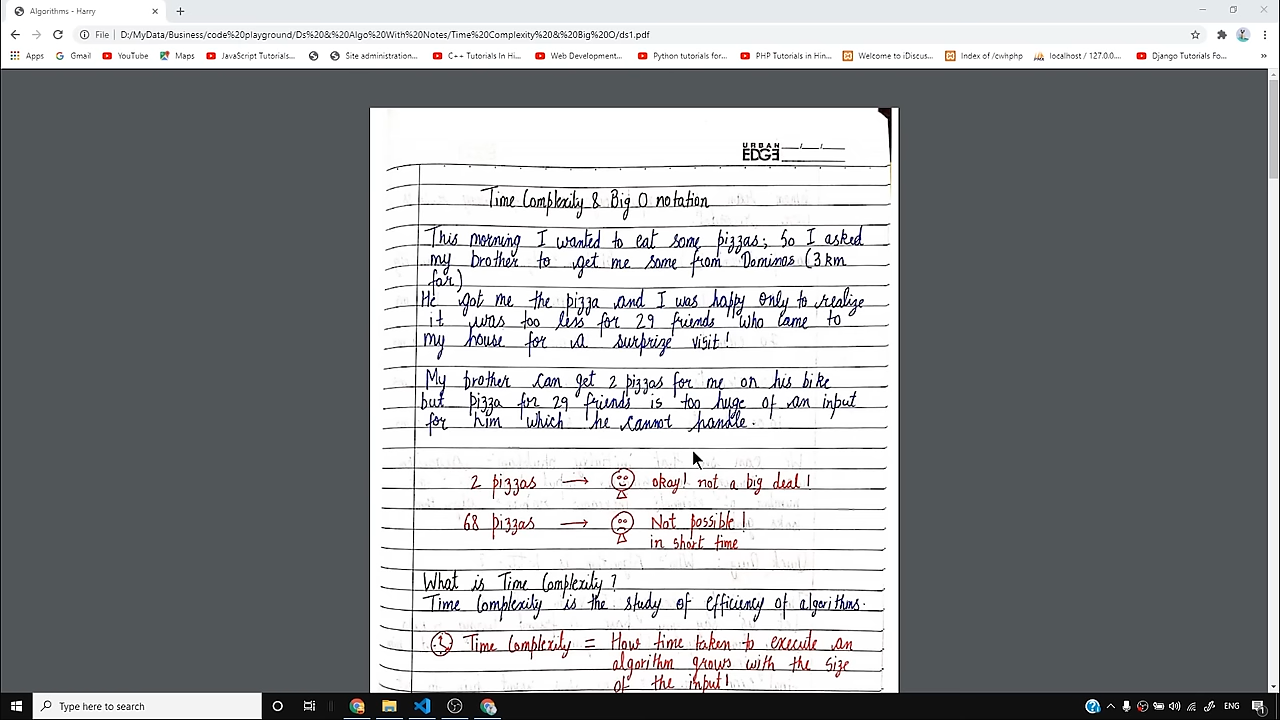 Algorithms - Harry
File D:/MyData/Business/code%20playground/Ds%20&%20Algo%20With%20Notes/Time%20Complexity%20&%20Big%20O/ds1.pdf
Apps Gmail YouTube Maps JavaScript Tutorials... Site administration... C++ Tutorials In Hi... Web Development... Python tutorials for... PHP Tutorials in Hin... Welcome to iDiscus... Index of /cwhphp localhost / 127.0.0.... Django Tutorials Fo... »
URBAN
EDGE __/__/__
Time Complexity & Big O notation
This morning I wanted to eat some pizzas; So I asked
my brother to get me some from Dominos (3 km
far)
He got me the pizza and I was happy only to realize
it was too less for 29 friends who came to
my house for a surprize visit!
My brother can get 2 pizzas for me on his bike
but pizza for 29 friends is too huge of an input
for him which he cannot handle.
2 pizzas → okay! not a big deal!
68 pizzas → Not possible!
in short time
What is Time Complexity?
Time Complexity is the study of efficiency of algorithms.
Time Complexity = How time taken to execute an
algorithm grows with the size
of the input!
Type here to search
ENG